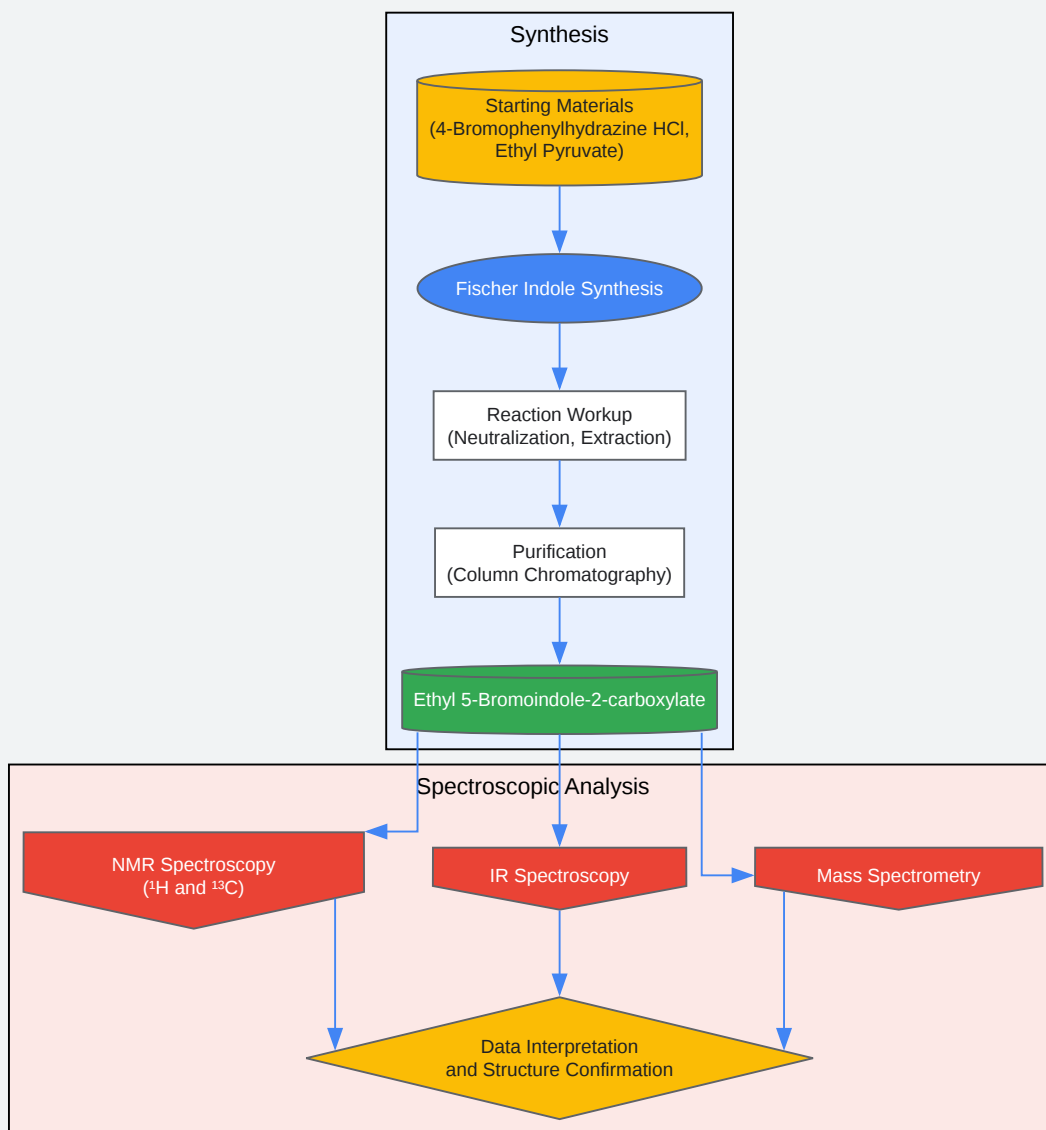 Synthesis
Starting Materials
(4-Bromophenylhydrazine HCl,
Ethyl Pyruvate)
Fischer Indole Synthesis
Reaction Workup
(Neutralization, Extraction)
Purification
(Column Chromatography)
Ethyl 5-Bromoindole-2-carboxylate
Spectroscopic Analysis
NMR Spectroscopy
(¹H and ¹³C)
IR Spectroscopy
Mass Spectrometry
Data Interpretation
and Structure Confirmation